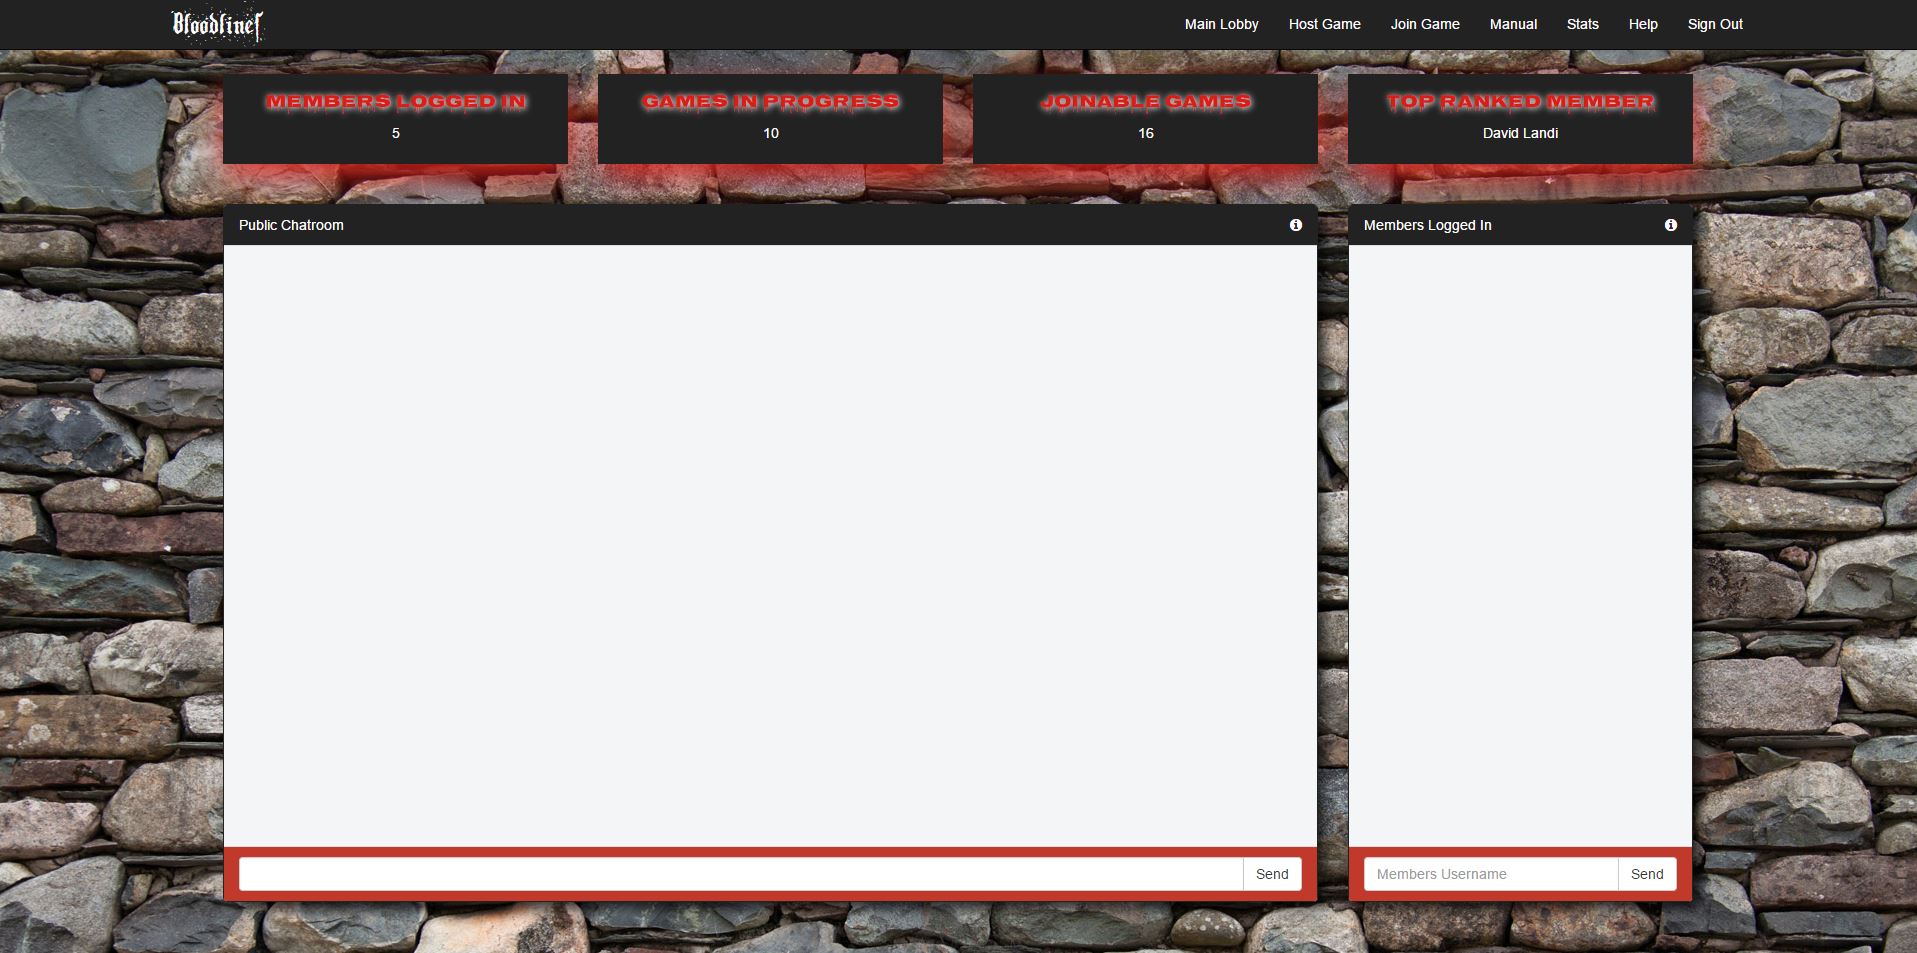 Bloodlines
Main Lobby Host Game Join Game Manual Stats Help Sign Out
MEMBERS LOGGED IN
5
GAMES IN PROGRESS
10
JOINABLE GAMES
16
TOP RANKED MEMBER
David Landi
Public Chatroom
Members Logged In
Send
Members Username Send